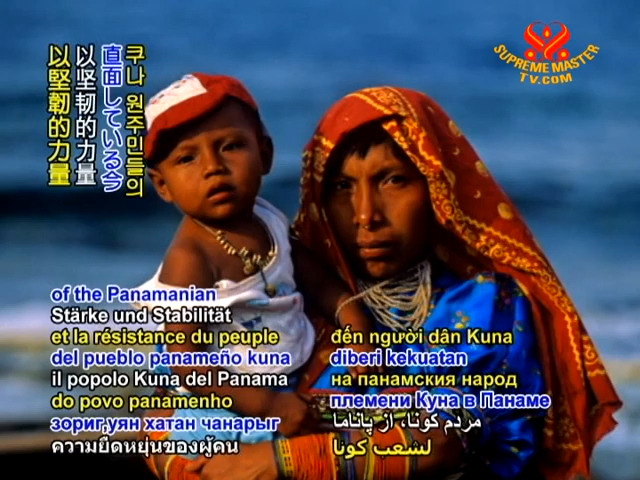 SUPREME MASTER
TV.COM
쿠나 원주민들의
直面している今
以坚韧的力量
以堅韌的力量
of the Panamanian
Stärke und Stabilität
et la résistance du peuple
del pueblo panameño kuna
il popolo Kuna del Panama
do povo panamenho
зориг,уян хатан чанарыг
ความยืดหยุ่นของผู้คน
đến người dân Kuna
diberi kekuatan
на панамския народ
племени Куна в Панаме
مردم کونا، از پاناما
لشعب كونا